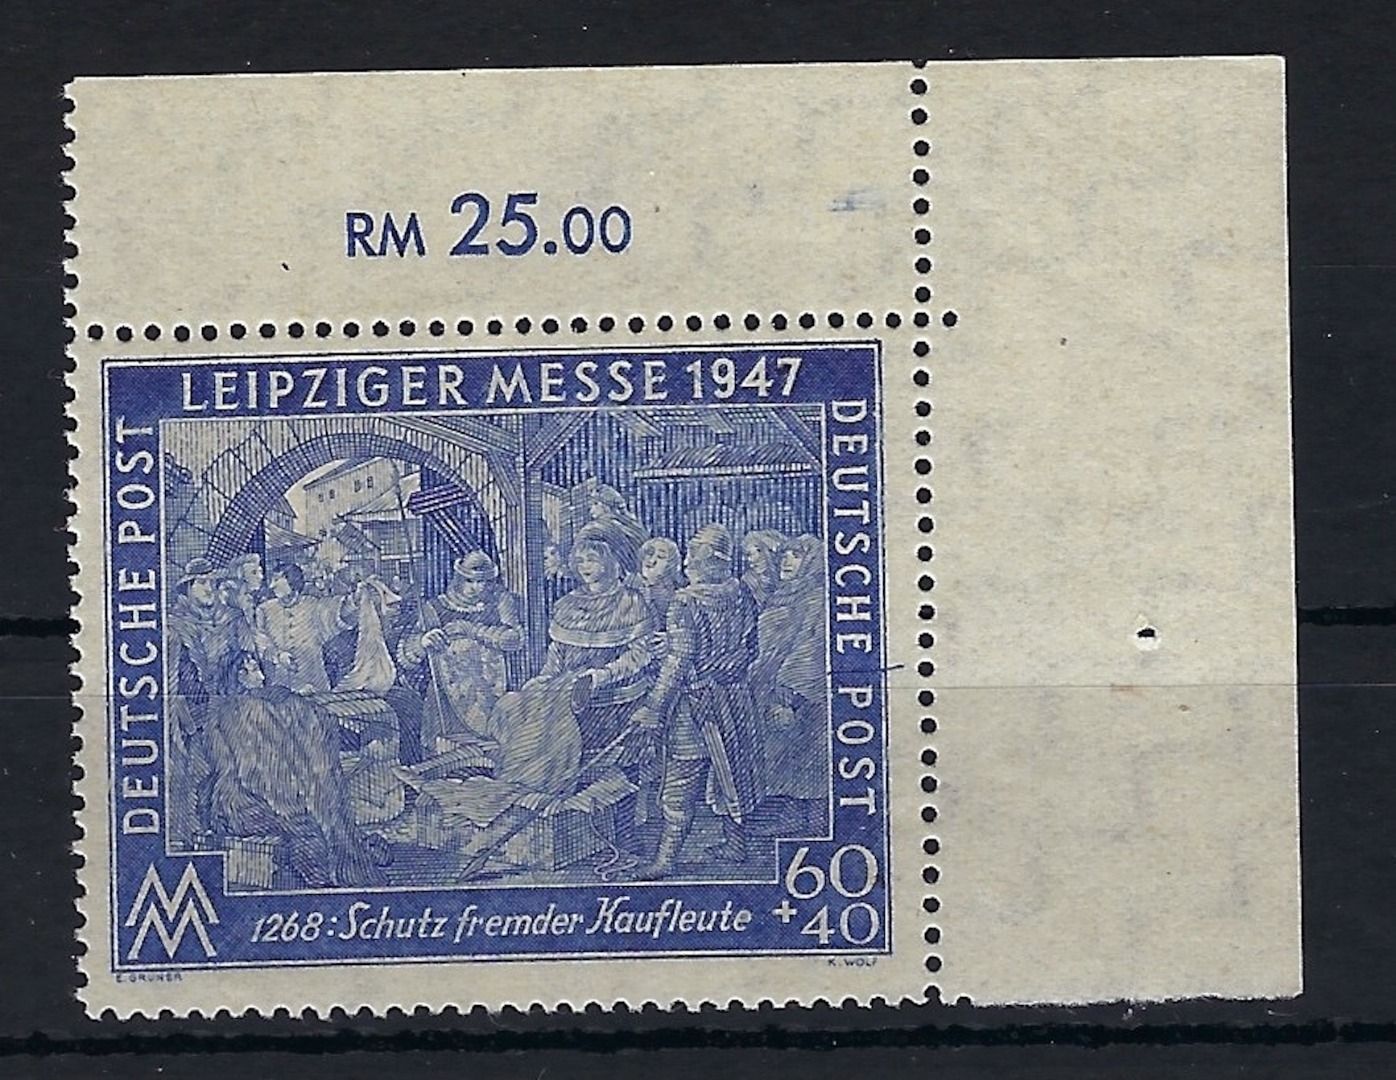 RM 25.00
LEIPZIGER MESSE 1947
DEUTSCHE POST
DEUTSCHE POST
60
+40
1268: Schutz fremder Kaufleute
E. GRUNER
K. WOLF